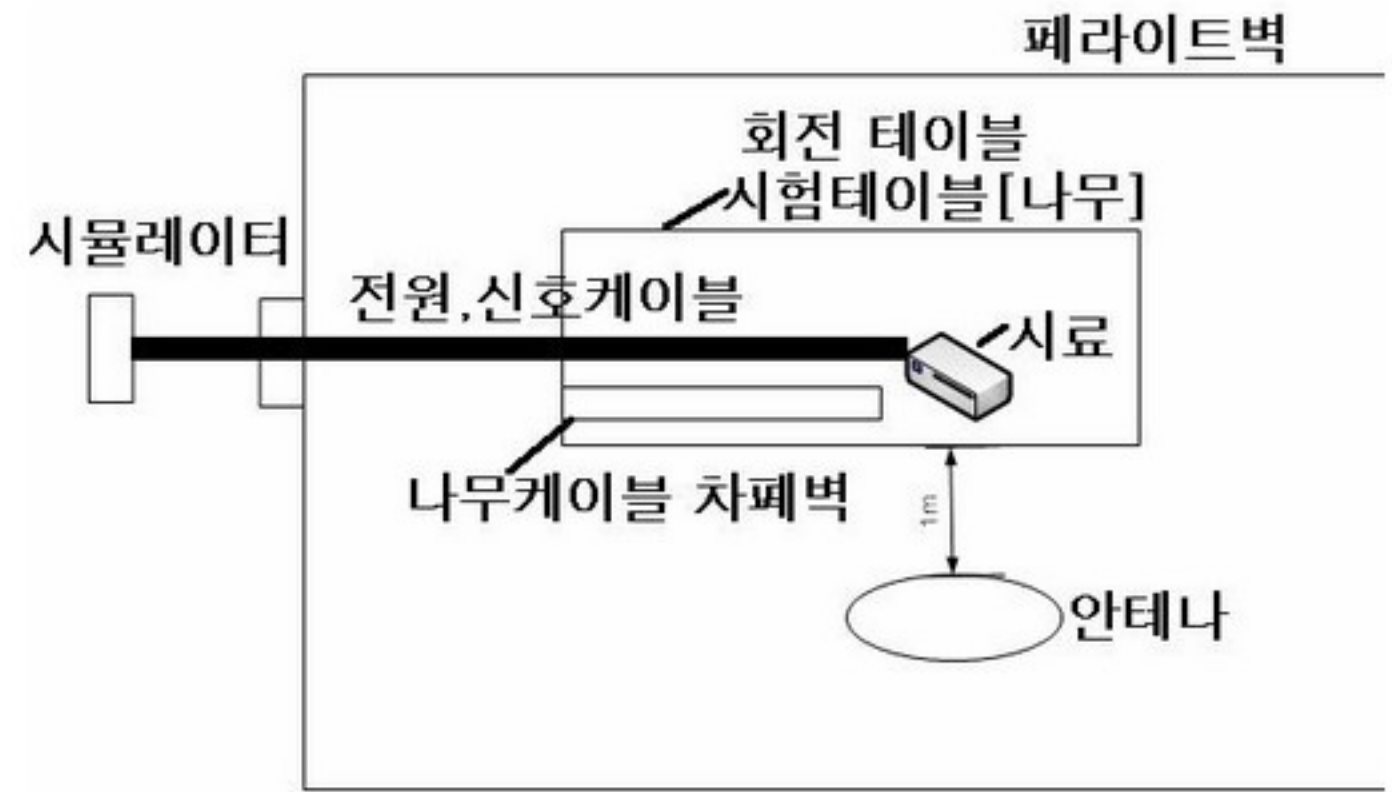 페라이트벽
회전 테이블
시험테이블[나무]
시뮬레이터
전원,신호케이블
시료
나무케이블 차폐벽
1m
안테나